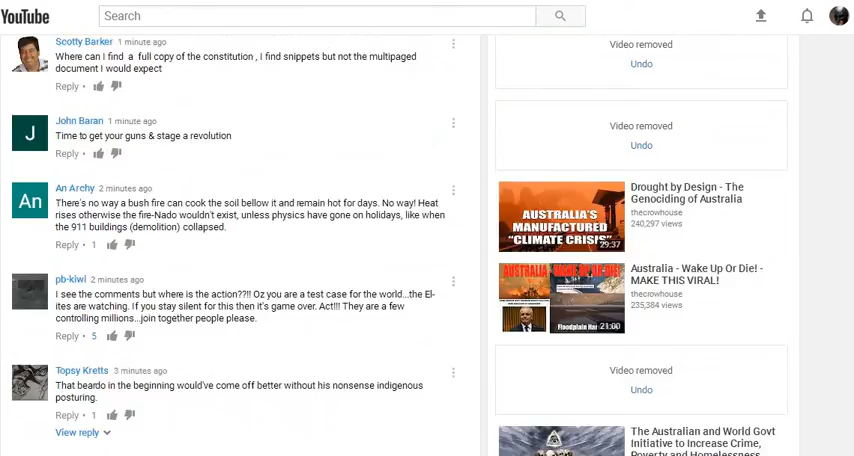 YouTube
Search
Scotty Barker 1 minute ago
Where can I find a full copy of the constitution , I find snippets but not the multipaged
document I would expect
Reply •
J
John Baran 1 minute ago
Time to get your guns & stage a revolution
Reply •
An
An Archy 2 minutes ago
There's no way a bush fire can cook the soil bellow it and remain hot for days. No way! Heat
rises otherwise the fire-Nado wouldn't exist, unless physics have gone on holidays, like when
the 911 buildings (demolition) collapsed.
Reply • 1
pb-kiwi 2 minutes ago
I see the comments but where is the action??!! Oz you are a test case for the world...the El-
ites are watching. If you stay silent for this then it's game over. Act!!! They are a few
controlling millions...join together people please.
Reply • 5
Topsy Kretts 3 minutes ago
That beardo in the beginning would've come off better without his nonsense indigenous
posturing.
Reply • 1
View reply
Video removed
Undo
Video removed
Undo
AUSTRALIA'S
MANUFACTURED
"CLIMATE CRISIS"
29:37
Drought by Design - The
Genociding of Australia
thecrowhouse
240,297 views
AUSTRALIA WAKE UP OR DIE!
Floodplain Har
21:00
Australia - Wake Up Or Die! -
MAKE THIS VIRAL!
thecrowhouse
235,384 views
Video removed
Undo
The Australian and World Govt
Initiative to Increase Crime,
Poverty and Homelessness